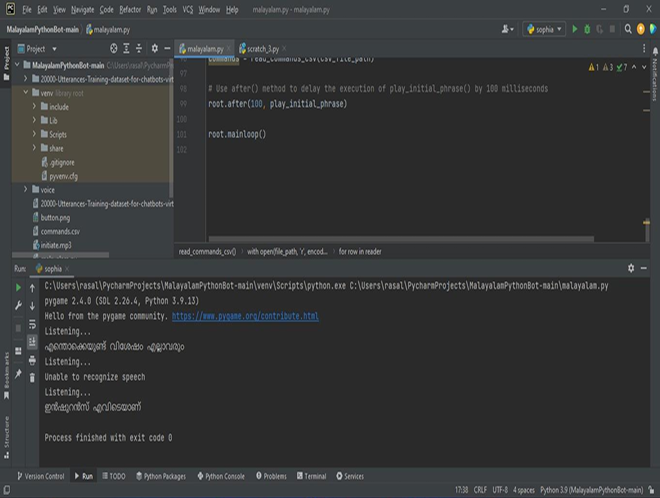 File Edit View Navigate Code Refactor Run Tools VCS Window Help malayalam.py - malayalam.py
MalayalamPythonBot-main malayalam.py
sophia
Project
malayalam.py
scratch_3.py
MalayalamPythonBot-main
20000-Utterances-Training-dataset-for-chatbots-virt
venv library root
include
Lib
Scripts
share
.gitignore
pyvenv.cfg
voice
20000-Utterances-Training-dataset-for-chatbots-virt
button.png
commands.csv
initiate.mp3
commands = read_commands_csv(csv_file_path)
97
98
# Use after() method to delay the execution of play_initial_phrase() by 100 milliseconds
99 root.after(100, play_initial_phrase)
100
101 root.mainloop()
102
1 3 7
read_commands_csv() with open(file_path, 'r', encod... for row in reader
Project
Notifications
Bookmarks
Structure
Run: sophia
C:\Users\rasal\PycharmProjects\MalayalamPythonBot-main\venv\Scripts\python.exe C:\Users\rasal\PycharmProjects\MalayalamPythonBot-main\malayalam.py
pygame 2.4.0 (SDL 2.26.4, Python 3.9.13)
Hello from the pygame community. https://www.pygame.org/contribute.html
Listening...
എന്തൊക്കെയുണ്ട് വിശേഷം എല്ലാവരും
Listening...
Unable to recognize speech
Listening...
ഇൻഷുറൻസ് എവിടെയാണ്
Process finished with exit code 0
Version Control Run TODO Python Packages Python Console Problems Terminal Services
17:38 CRLF UTF-8 4 spaces Python 3.9 (MalayalamPythonBot-main)